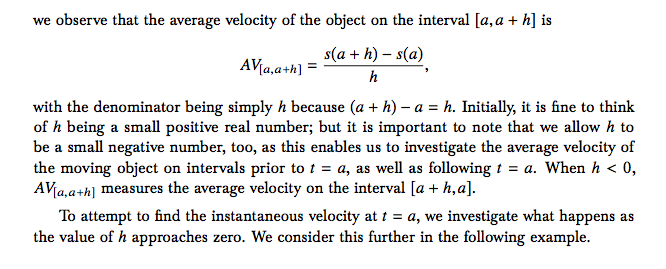 we observe that the average velocity of the object on the interval [a, a + h] is
AV[a,a+h] = s(a + h) − s(a) / h,
with the denominator being simply h because (a + h) − a = h. Initially, it is fine to think
of h being a small positive real number; but it is important to note that we allow h to
be a small negative number, too, as this enables us to investigate the average velocity of
the moving object on intervals prior to t = a, as well as following t = a. When h < 0,
AV[a,a+h] measures the average velocity on the interval [a + h, a].
To attempt to find the instantaneous velocity at t = a, we investigate what happens as
the value of h approaches zero. We consider this further in the following example.